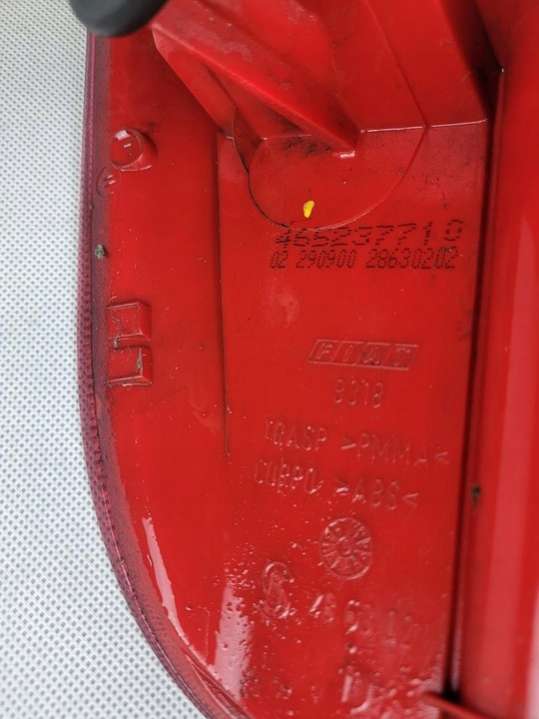 465237710
02 290900 28630202
FIAT
9318
TRASP >PMMA<
CORPO >ABS<
S